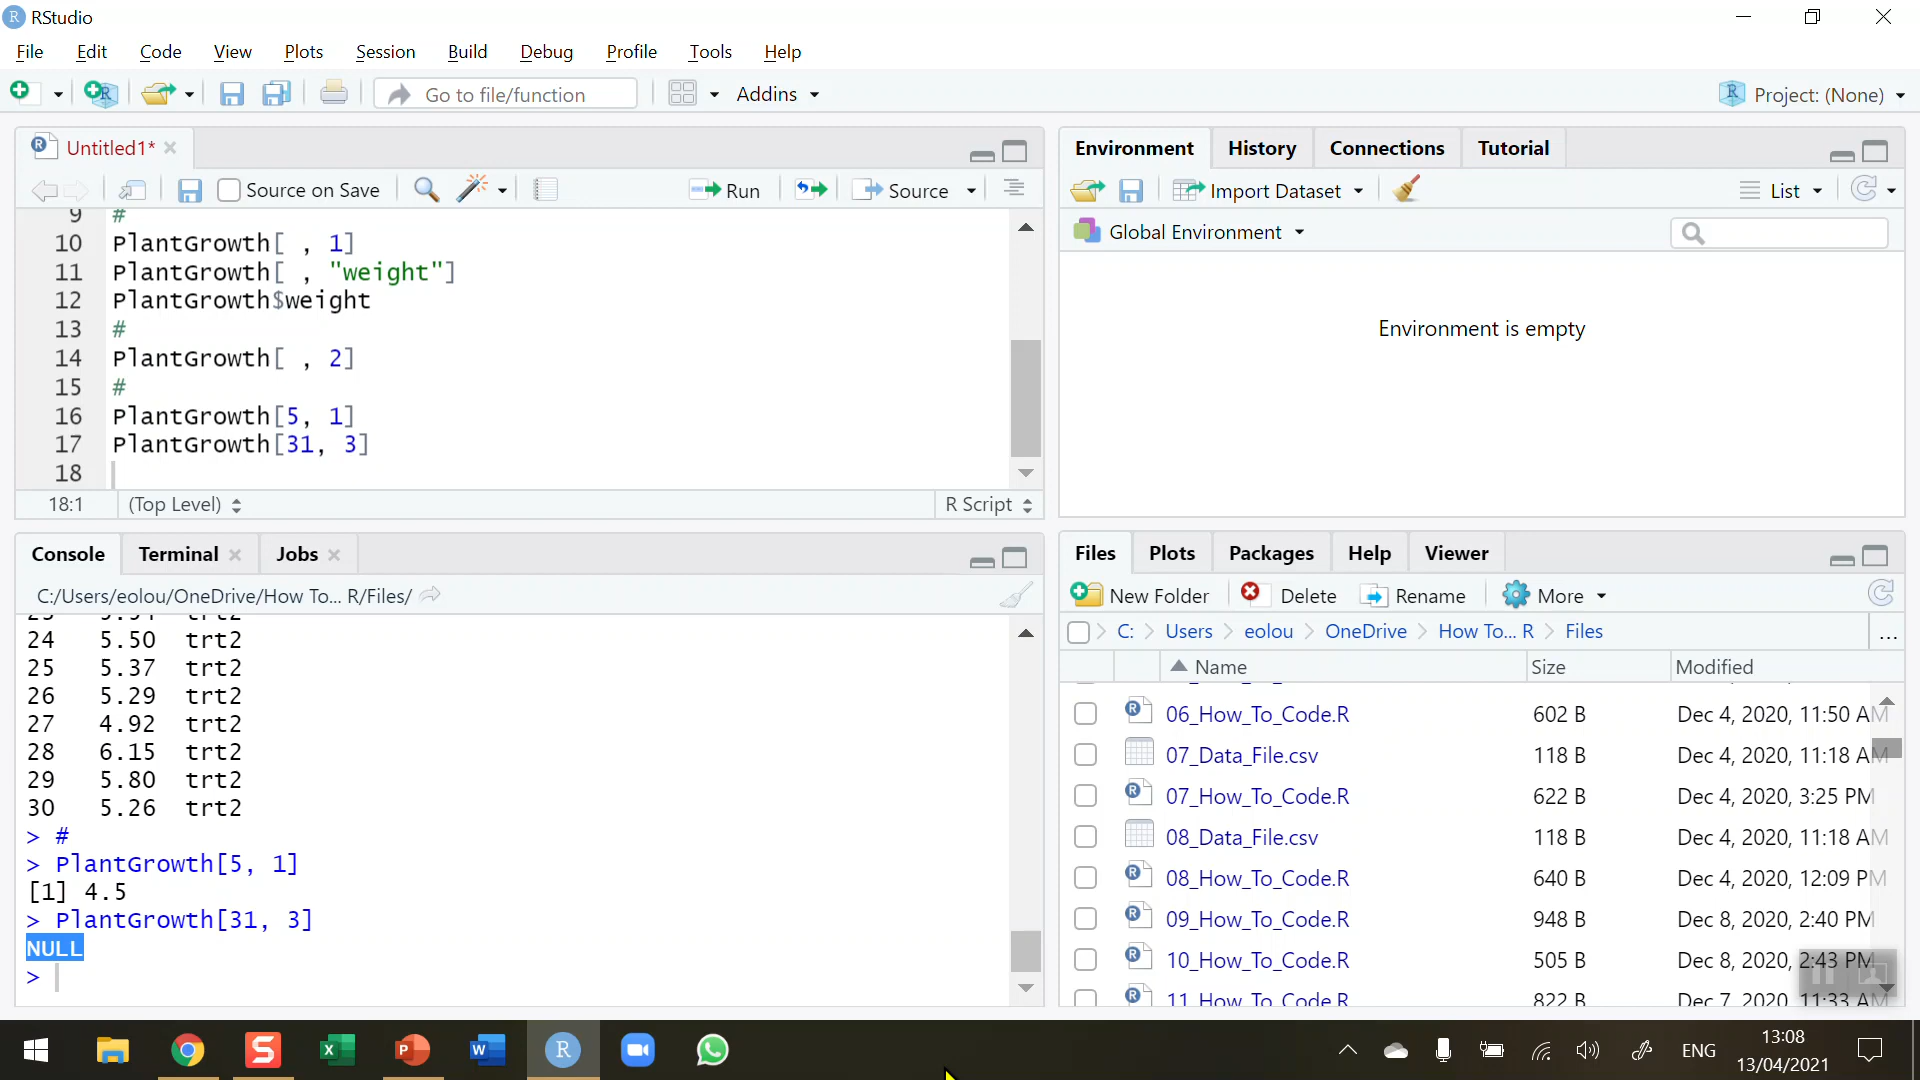 RStudio
File Edit Code View Plots Session Build Debug Profile Tools Help
Go to file/function Addins Project: (None)
Untitled1*
Source on Save Run Source
9 #
10 PlantGrowth[ , 1]
11 PlantGrowth[ , "weight"]
12 PlantGrowth$weight
13 #
14 PlantGrowth[ , 2]
15 #
16 PlantGrowth[5, 1]
17 PlantGrowth[31, 3]
18
18:1 (Top Level) R Script
Console Terminal Jobs
C:/Users/eolou/OneDrive/How To... R/Files/
24 5.50 trt2
25 5.37 trt2
26 5.29 trt2
27 4.92 trt2
28 6.15 trt2
29 5.80 trt2
30 5.26 trt2
> #
> PlantGrowth[5, 1]
[1] 4.5
> PlantGrowth[31, 3]
NULL
>
Environment History Connections Tutorial
Import Dataset List
Global Environment
Environment is empty
Files Plots Packages Help Viewer
New Folder Delete Rename More
C: Users eolou OneDrive How To... R Files ...
Name Size Modified
06_How_To_Code.R 602 B Dec 4, 2020, 11:50 AM
07_Data_File.csv 118 B Dec 4, 2020, 11:18 AM
07_How_To_Code.R 622 B Dec 4, 2020, 3:25 PM
08_Data_File.csv 118 B Dec 4, 2020, 11:18 AM
08_How_To_Code.R 640 B Dec 4, 2020, 12:09 PM
09_How_To_Code.R 948 B Dec 8, 2020, 2:40 PM
10_How_To_Code.R 505 B Dec 8, 2020, 2:43 PM
11_How_To_Code.R 822 B Dec 7, 2020, 11:33 AM
ENG 13:08
13/04/2021